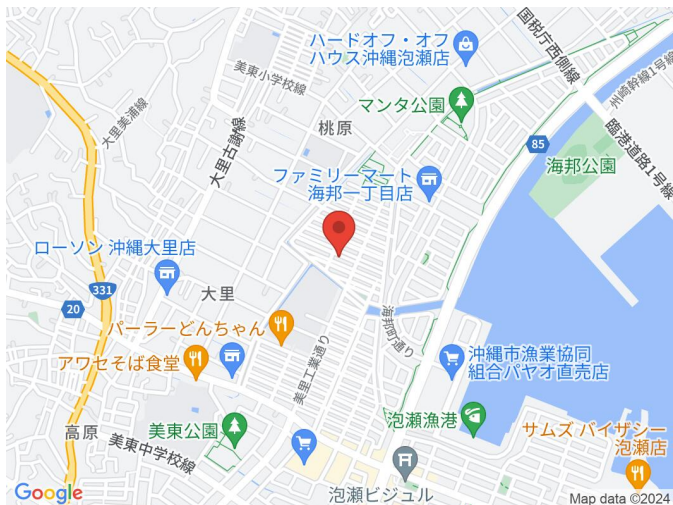 国税庁西側線
ハードオフ・オフ
ハウス沖縄泡瀬店
州崎幹線1号線
美東小学校線
マンタ公園
臨港道路1号線
大里美浦線
桃原
85
大里古謝線
海邦公園
ファミリーマート
海邦一丁目店
ローソン 沖縄大里店
331
大里
20
パーラーどんちゃん
海邦町通り
アワセそば食堂
美里工業通り
沖縄市漁業協同
組合パヤオ直売店
泡瀬漁港
美東公園
高原
美東中学校線
サムズ バイザシー
泡瀬店
泡瀬ビジュル
Google
Map data ©2024